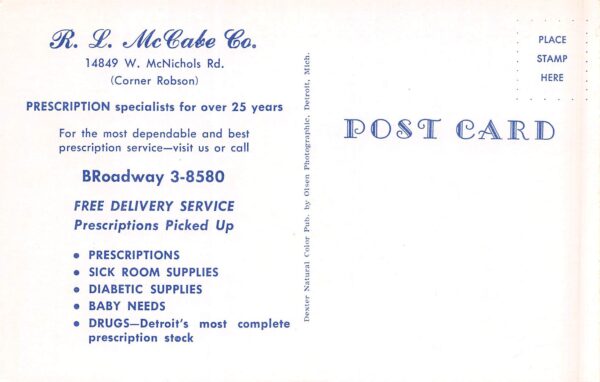 R. L. McCabe Co.
14849 W. McNichols Rd.
(Corner Robson)
PRESCRIPTION specialists for over 25 years
For the most dependable and best
prescription service—visit us or call
BRoadway 3-8580
FREE DELIVERY SERVICE
Prescriptions Picked Up
• PRESCRIPTIONS
• SICK ROOM SUPPLIES
• DIABETIC SUPPLIES
• BABY NEEDS
• DRUGS—Detroit's most complete
prescription stock
Dexter Natural Color Pub. by Olsen Photographic, Detroit, Mich.
PLACE
STAMP
HERE
POST CARD